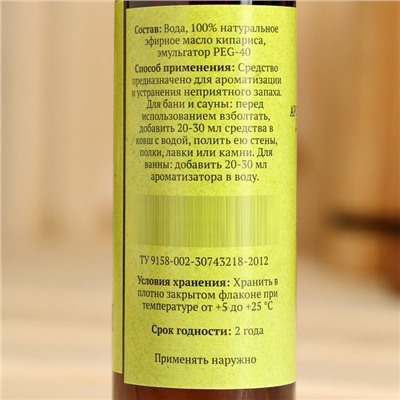 Состав: Вода, 100% натуральное
эфирное масло кипариса,
эмульгатор PEG-40
Способ применения: Средство
предназначено для ароматизации
и устранения неприятного запаха.
Для бани и сауны: перед
использованием взболтать,
добавить 20-30 мл средства в
ковш с водой, полить ею стены,
полки, лавки или камни. Для
ванны: добавить 20-30 мл
ароматизатора в воду.
ТУ 9158-002-30743218-2012
Условия хранения: Хранить в
плотно закрытом флаконе при
температуре от +5 до +25 °C
Срок годности: 2 года
Применять наружно